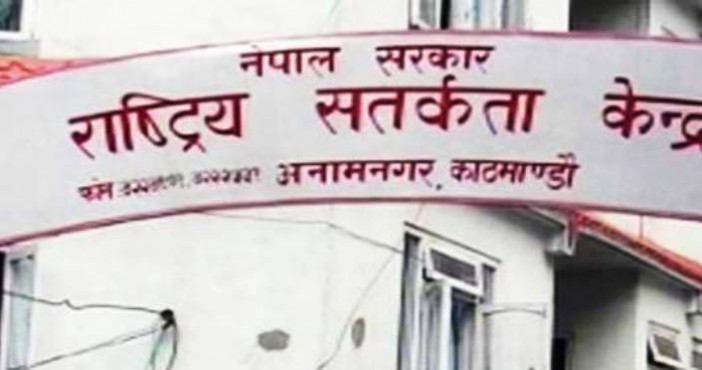 नेपाल सरकार
राष्ट्रिय सतर्कता केन्द्र
फोन अनामनगर, काठमाण्डौ